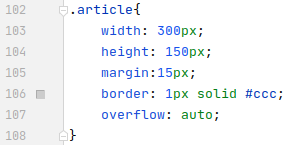 102 .article{
103     width: 300px;
104     height: 150px;
105     margin:15px;
106     border: 1px solid #ccc;
107     overflow: auto;
108 }